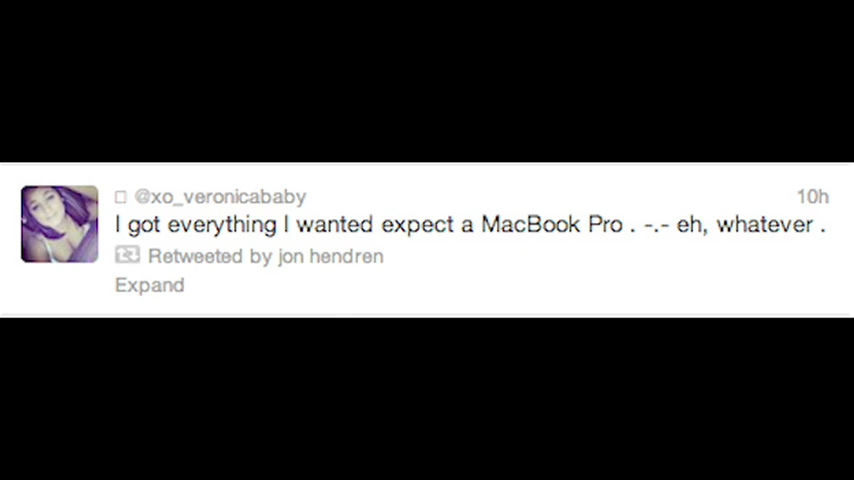 @xo_veronicababy 10h
I got everything I wanted expect a MacBook Pro . -.- eh, whatever .
Retweeted by jon hendren
Expand